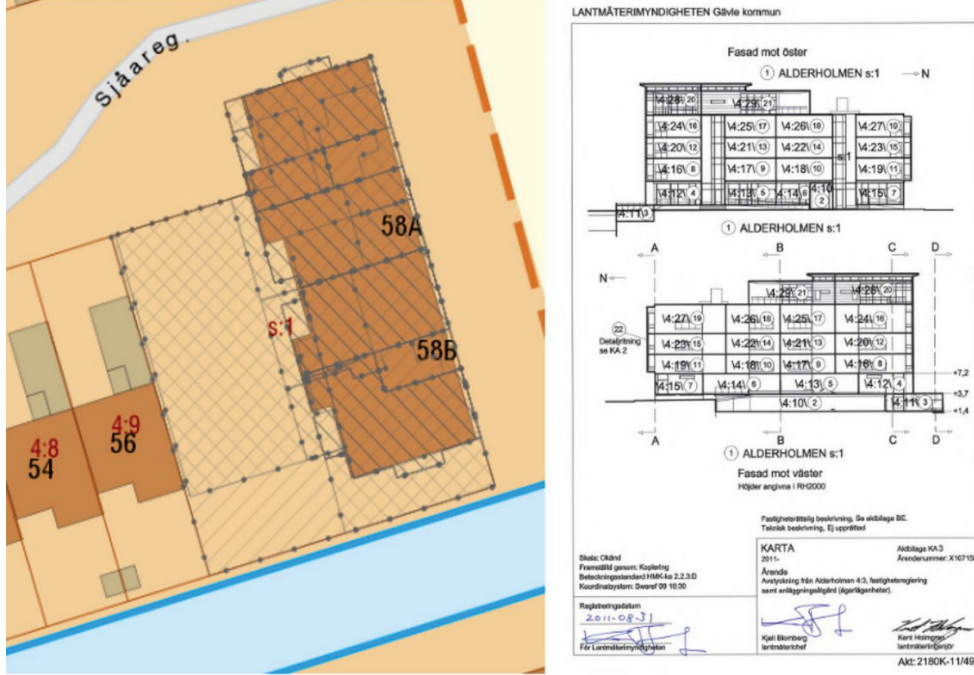 Sjåareg.
58A
58B
s:1
4:8
54
4:9
56
LANTMÄTERIMYNDIGHETEN Gävle kommun
Fasad mot öster
1 ALDERHOLMEN s:1 N
4:28 20 4:29 21
4:24 16 4:25 17 4:26 18 4:27 19
4:20 12 4:21 13 4:22 14 4:23 15
s:1
4:16 8 4:17 9 4:18 10 4:19 11
4:12 4 4:13 5 4:14 6 4:10 2 4:15 7
4:11 3
1 ALDERHOLMEN s:1
A B C D
N
4:29 21 4:28 20
4:27 19 4:26 18 4:25 17 4:24 16
22
Detaljritning
se KA 2
4:23 15 4:22 14 4:21 13 4:20 12
4:19 11 4:18 10 4:17 9 4:16 8
+7,2
4:15 7 4:14 6 4:13 5 4:12 4
+3,7
4:10 2 4:11 3
+1,4
A B C D
1 ALDERHOLMEN s:1
Fasad mot väster
Höjder angivna i RH2000
Fastighetsrättslig beskrivning, Se aktbilaga BE.
Teknisk beskrivning, Ej upprättad
Skala: Okänd
Framställd genom: Kopiering
Beteckningsstandard: HMK-ka 2.2.3.D
Koordinatsystem: Sweref 99 16 30
KARTA
2011-
Aktbilaga KA3
Ärendenummer: X10715
Ärende
Avstyckning från Alderholmen 4:3, fastighetsreglering
samt anläggningsåtgärd (ägarlägenheter).
Registreringsdatum
2011-08-31
För Lantmäterimyndigheten
Kjell Blomberg
lantmäterichef
Kent Holmgren
lantmäteriingenjör
Akt: 2180K-11/49